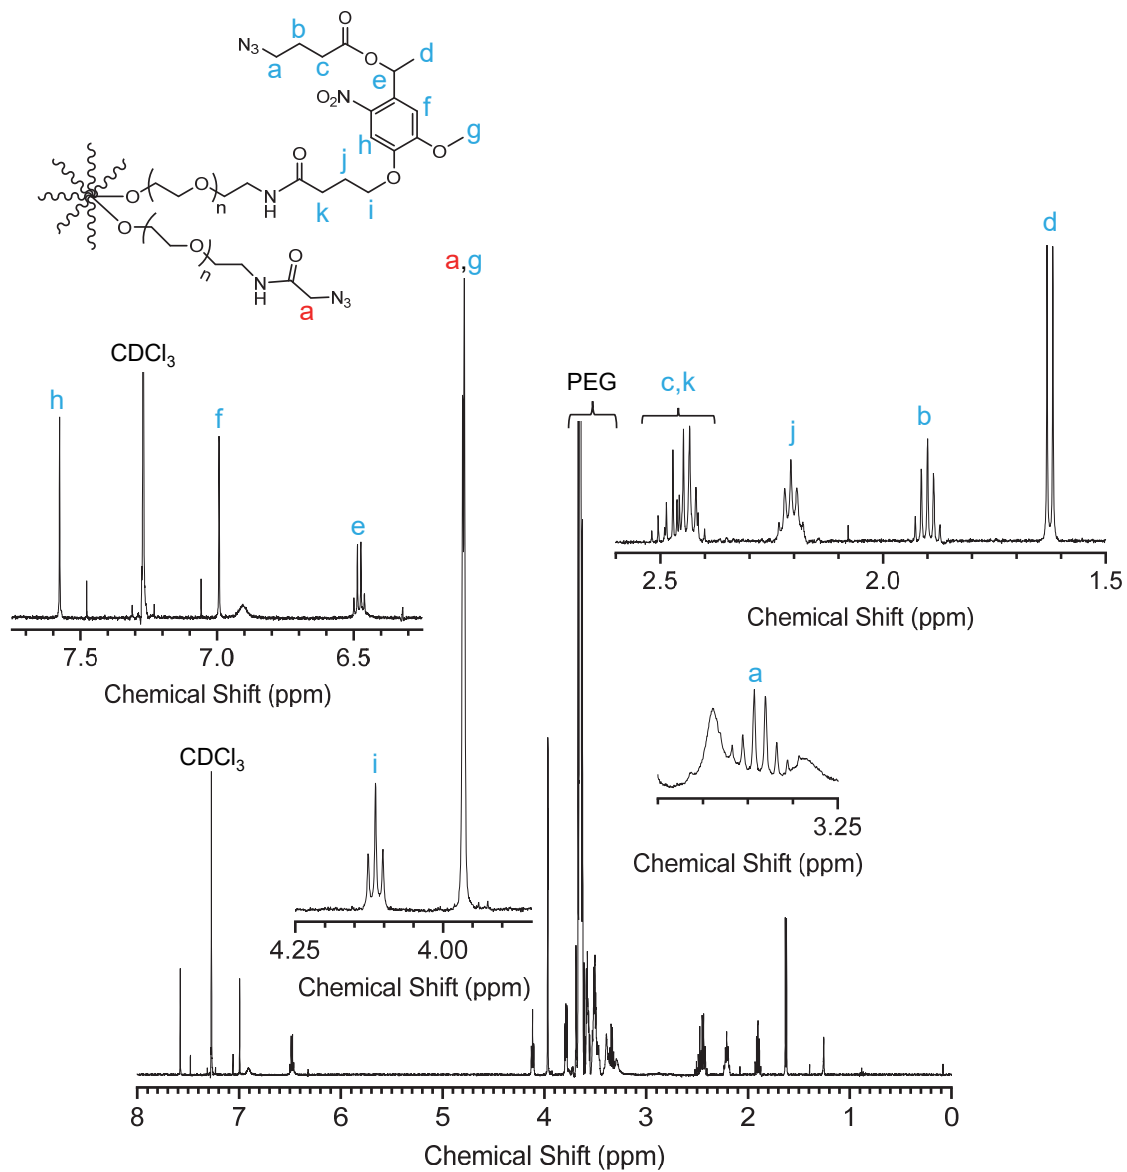 b
O
N3
a
c
O
d
e
O2N
f
g
h
O
O
j
O
O
n
N
H
k
i
O
O
n
O
N
H
N3
a
a,g
d
CDCl3
PEG
c,k
h
f
j
b
e
2.5
2.0
1.5
Chemical Shift (ppm)
7.5
7.0
6.5
Chemical Shift (ppm)
a
CDCl3
i
3.25
Chemical Shift (ppm)
4.25
4.00
Chemical Shift (ppm)
8
7
6
5
4
3
2
1
0
Chemical Shift (ppm)